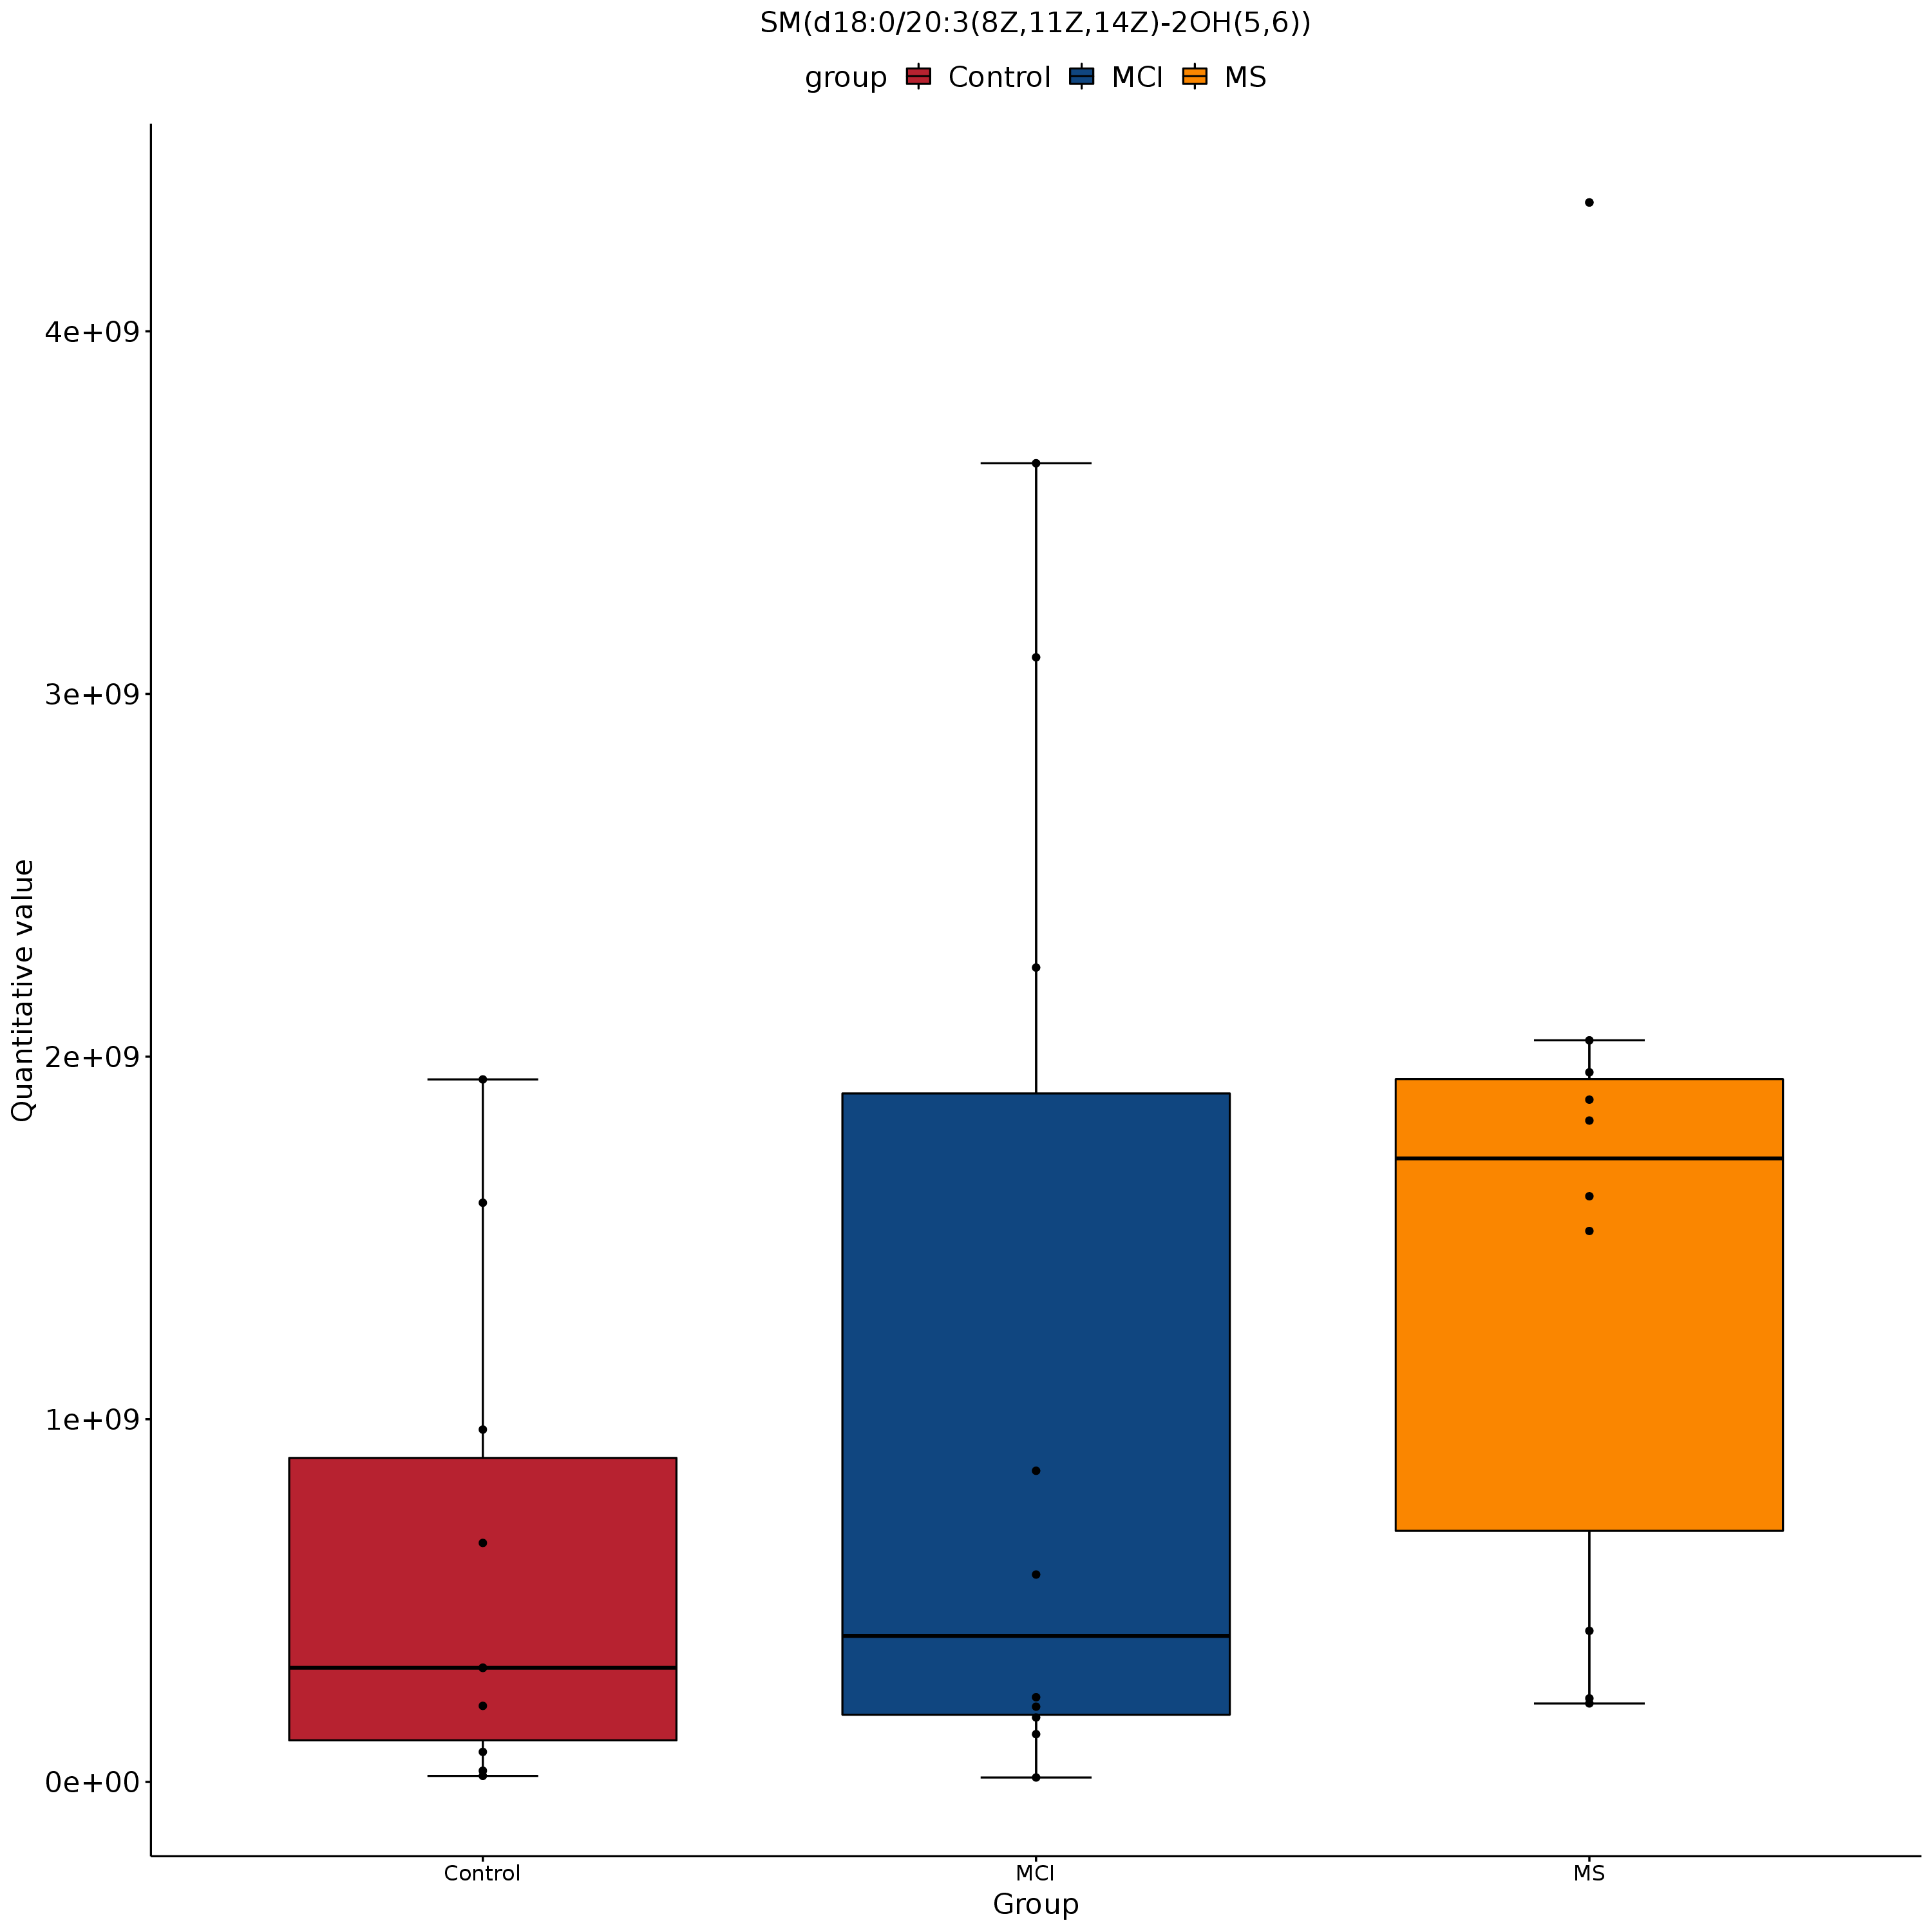 SM(d18:0/20:3(8Z,11Z,14Z)-2OH(5,6))
group Control MCI MS
4e+09
3e+09
2e+09
1e+09
0e+00
Quantitative value
Control MCI MS
Group